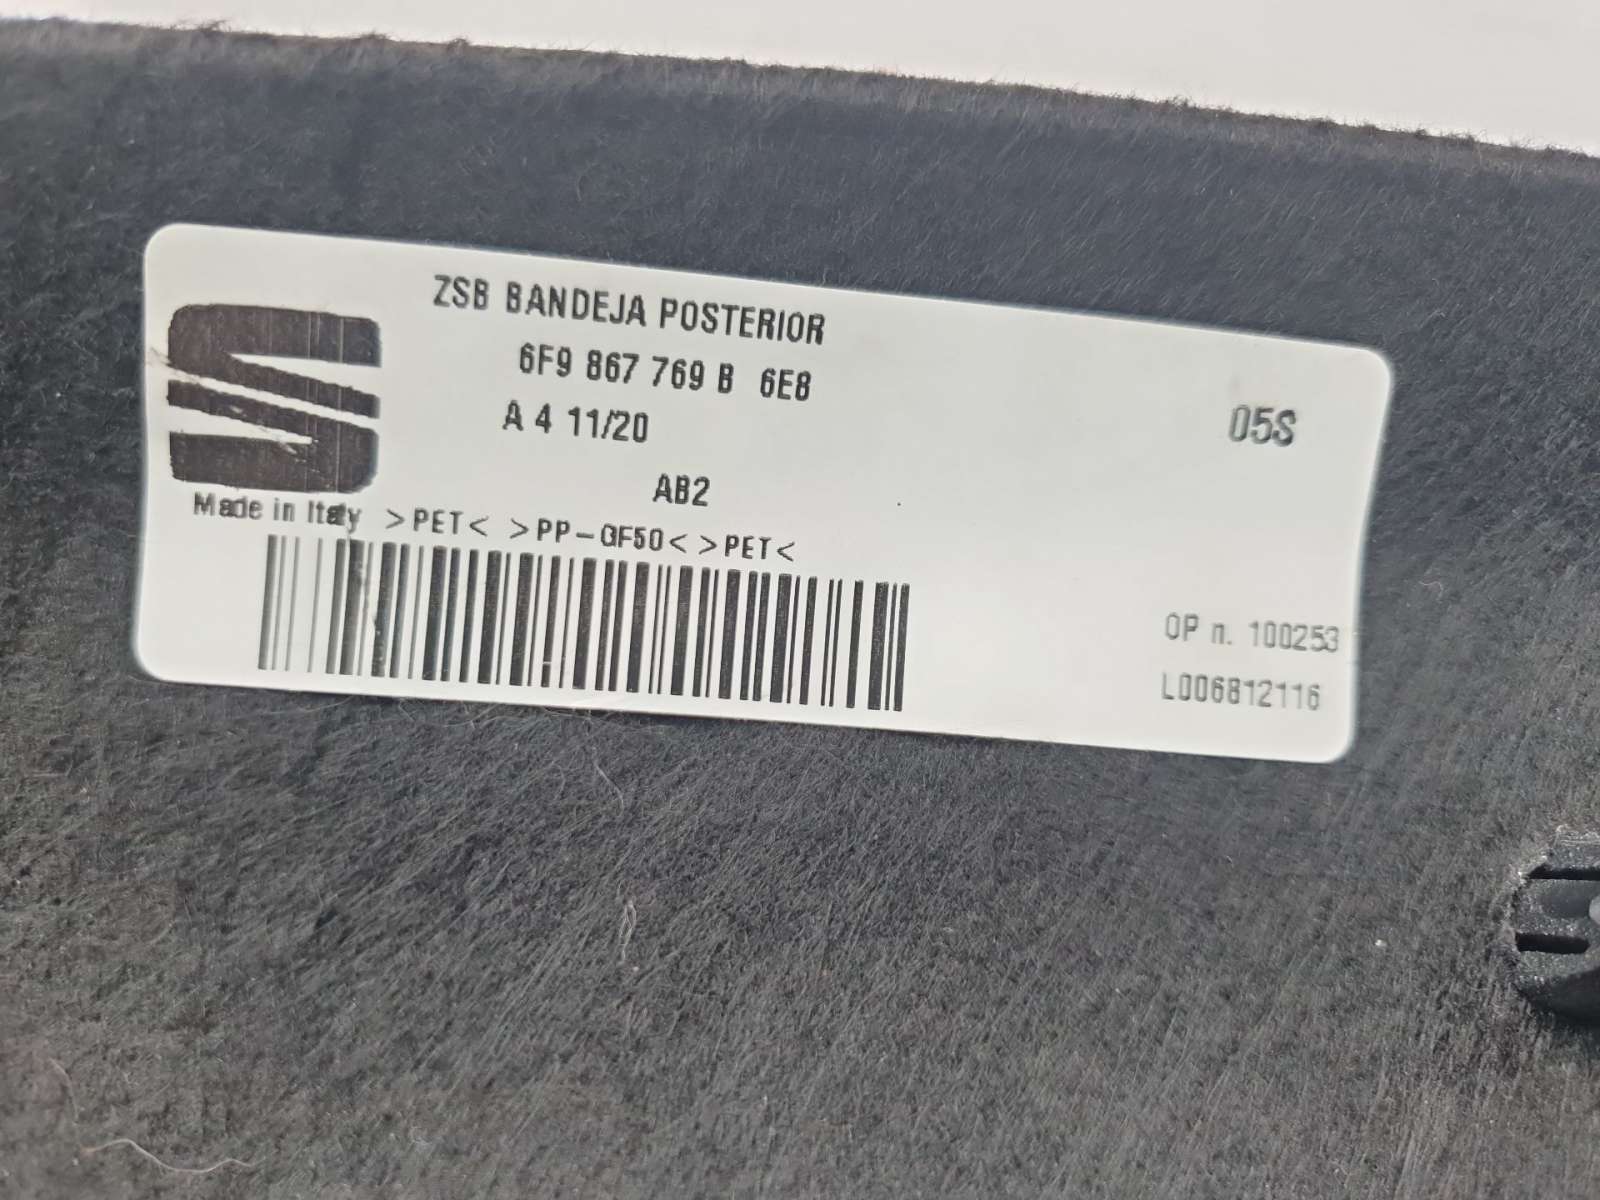 ZSB BANDEJA POSTERIOR
6F9 867 769 B 6E8
A 4 11/20
05S
AB2
Made in Italy >PET< >PP-GF50< >PET<
OP n. 100253
L006812116